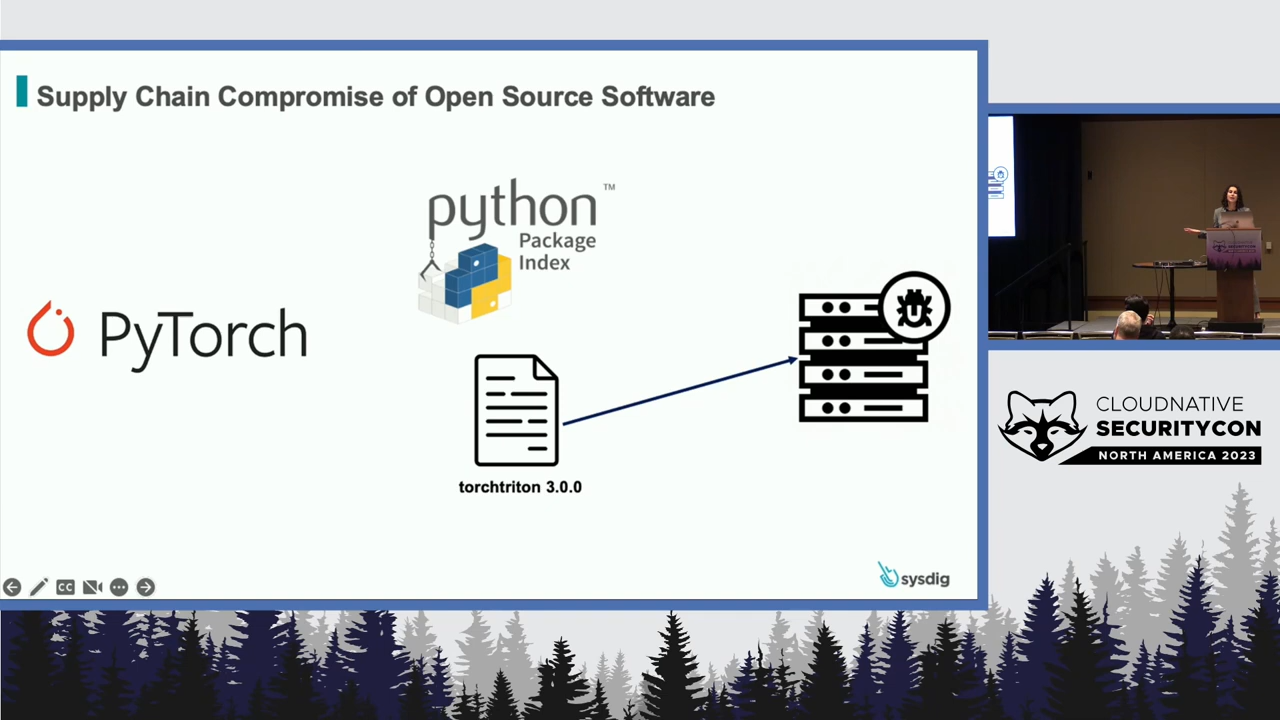 Supply Chain Compromise of Open Source Software
python™
Package
Index
PyTorch
torchtriton 3.0.0
CC
sysdig
CLOUDNATIVE
SECURITYCON
NORTH AMERICA 2023